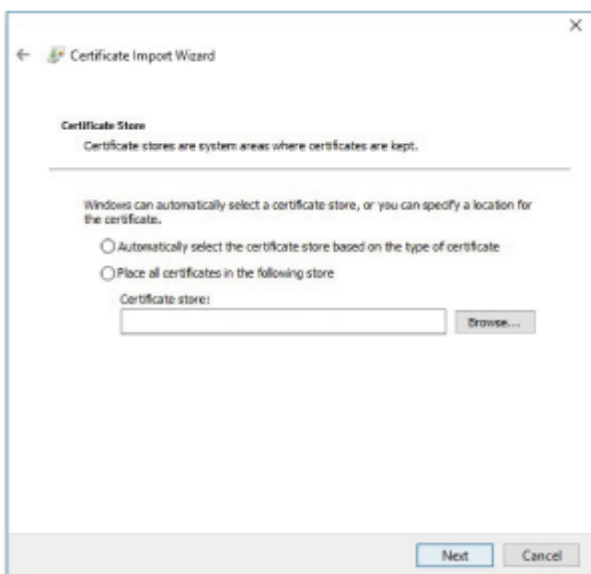 Certificate Import Wizard
Certificate Store
Certificate stores are system areas where certificates are kept.
Windows can automatically select a certificate store, or you can specify a location for
the certificate.
Automatically select the certificate store based on the type of certificate
Place all certificates in the following store
Certificate store:
Browse...
Next
Cancel